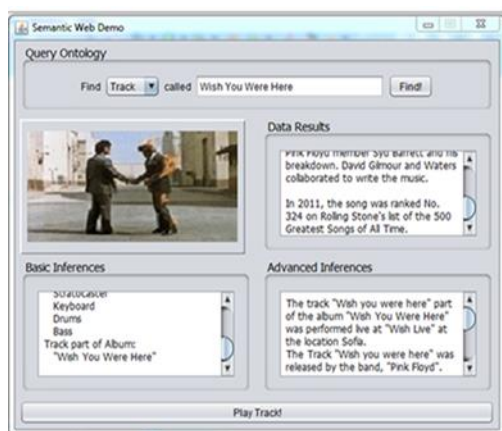 Semantic Web Demo
Query Ontology
Find Track called Wish You Were Here Find!
Data Results
Pink Floyd member Syd Barrett and his
breakdown. David Gilmour and Waters
collaborated to write the music.
In 2011, the song was ranked No.
324 on Rolling Stone's list of the 500
Greatest Songs of All Time.
Basic Inferences
Stratocaster
Keyboard
Drums
Bass
Track part of Album:
"Wish You Were Here"
Advanced Inferences
The track "Wish you were here" part
of the album "Wish You Were Here"
was performed live at "Wish Live" at
the location Sofia.
The Track "Wish you were here" was
released by the band, "Pink Floyd".
Play Track!